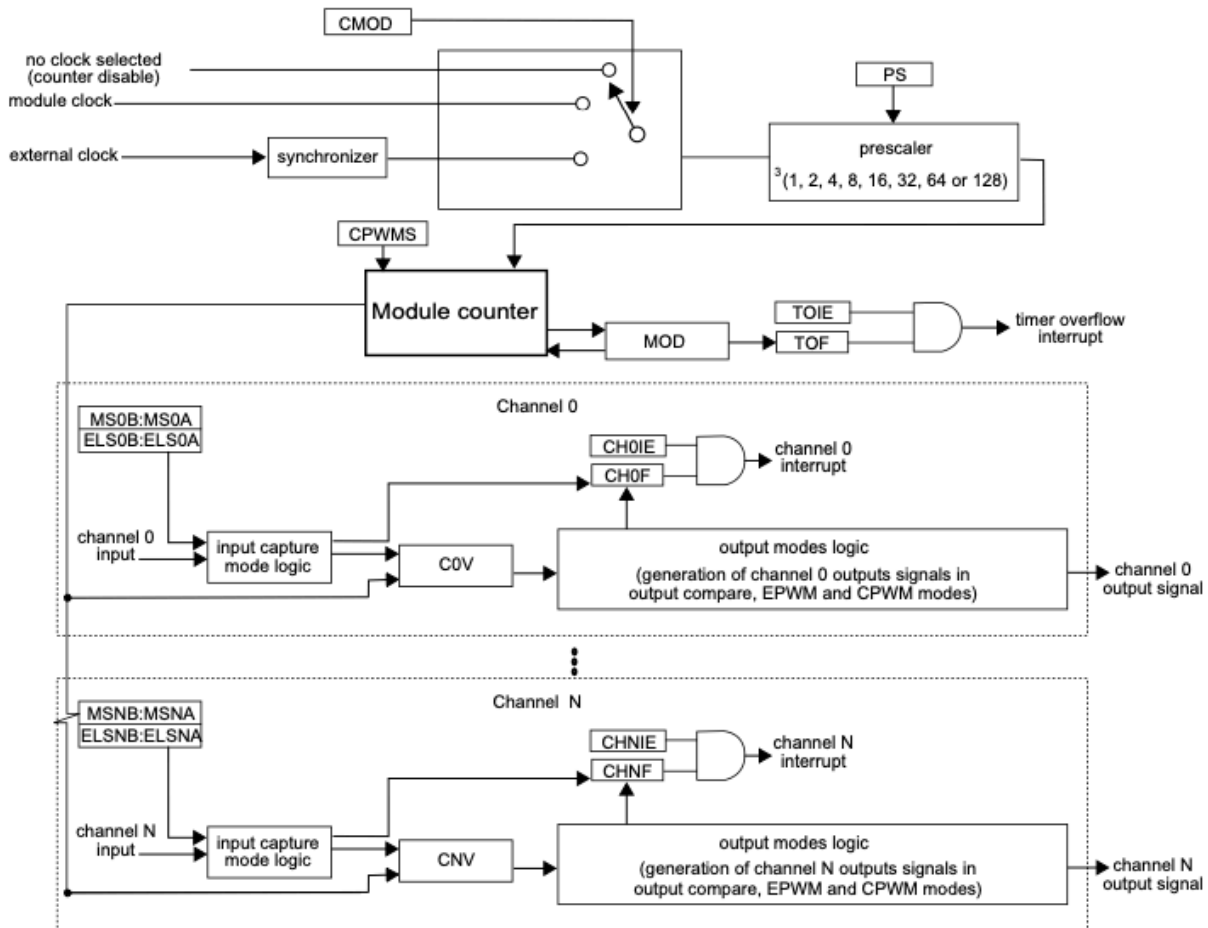 CMOD
no clock selected
(counter disable)
module clock
external clock
synchronizer
PS
prescaler
3 (1, 2, 4, 8, 16, 32, 64 or 128)
CPWMS
Module counter
MOD
TOIE
TOF
timer overflow
interrupt
Channel 0
MS0B:MS0A
ELS0B:ELS0A
CH0IE
CH0F
channel 0
interrupt
channel 0
input
input capture
mode logic
C0V
output modes logic
(generation of channel 0 outputs signals in
output compare, EPWM and CPWM modes)
channel 0
output signal
Channel N
MSNB:MSNA
ELSNB:ELSNA
CHNIE
CHNF
channel N
interrupt
channel N
input
input capture
mode logic
CNV
output modes logic
(generation of channel N outputs signals in
output compare, EPWM and CPWM modes)
channel N
output signal